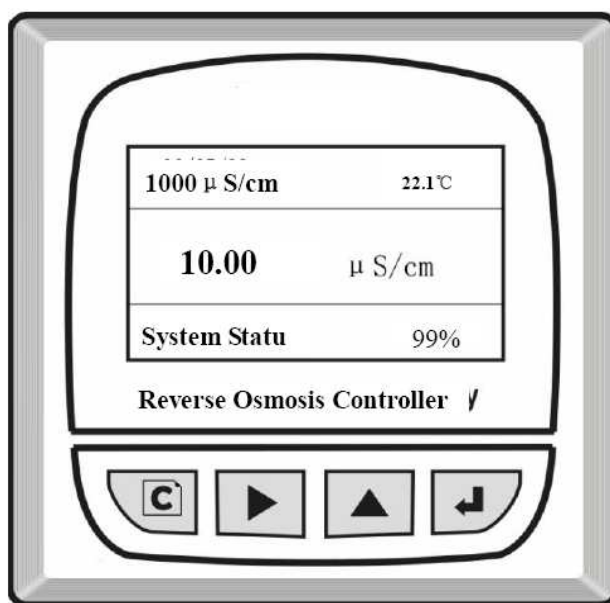 1000 μ S/cm 22.1℃
10.00 μ S/cm
System Statu 99%
Reverse Osmosis Controller
C